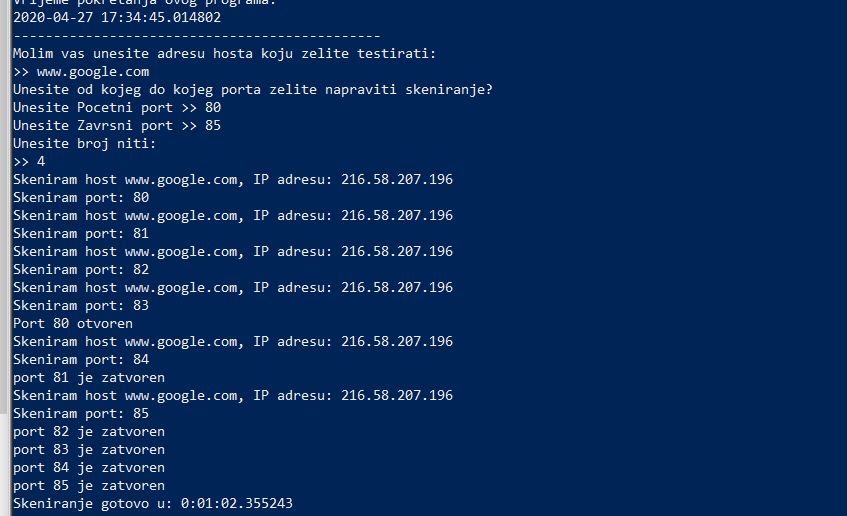 Vrijeme pokretanja ovog programa:
2020-04-27 17:34:45.014802
----------------------------------------------
Molim vas unesite adresu hosta koju zelite testirati:
>> www.google.com
Unesite od kojeg do kojeg porta zelite napraviti skeniranje?
Unesite Pocetni port >> 80
Unesite Zavrsni port >> 85
Unesite broj niti:
>> 4
Skeniram host www.google.com, IP adresu: 216.58.207.196
Skeniram port: 80
Skeniram host www.google.com, IP adresu: 216.58.207.196
Skeniram port: 81
Skeniram host www.google.com, IP adresu: 216.58.207.196
Skeniram port: 82
Skeniram host www.google.com, IP adresu: 216.58.207.196
Skeniram port: 83
Port 80 otvoren
Skeniram host www.google.com, IP adresu: 216.58.207.196
Skeniram port: 84
port 81 je zatvoren
Skeniram host www.google.com, IP adresu: 216.58.207.196
Skeniram port: 85
port 82 je zatvoren
port 83 je zatvoren
port 84 je zatvoren
port 85 je zatvoren
Skeniranje gotovo u: 0:01:02.355243